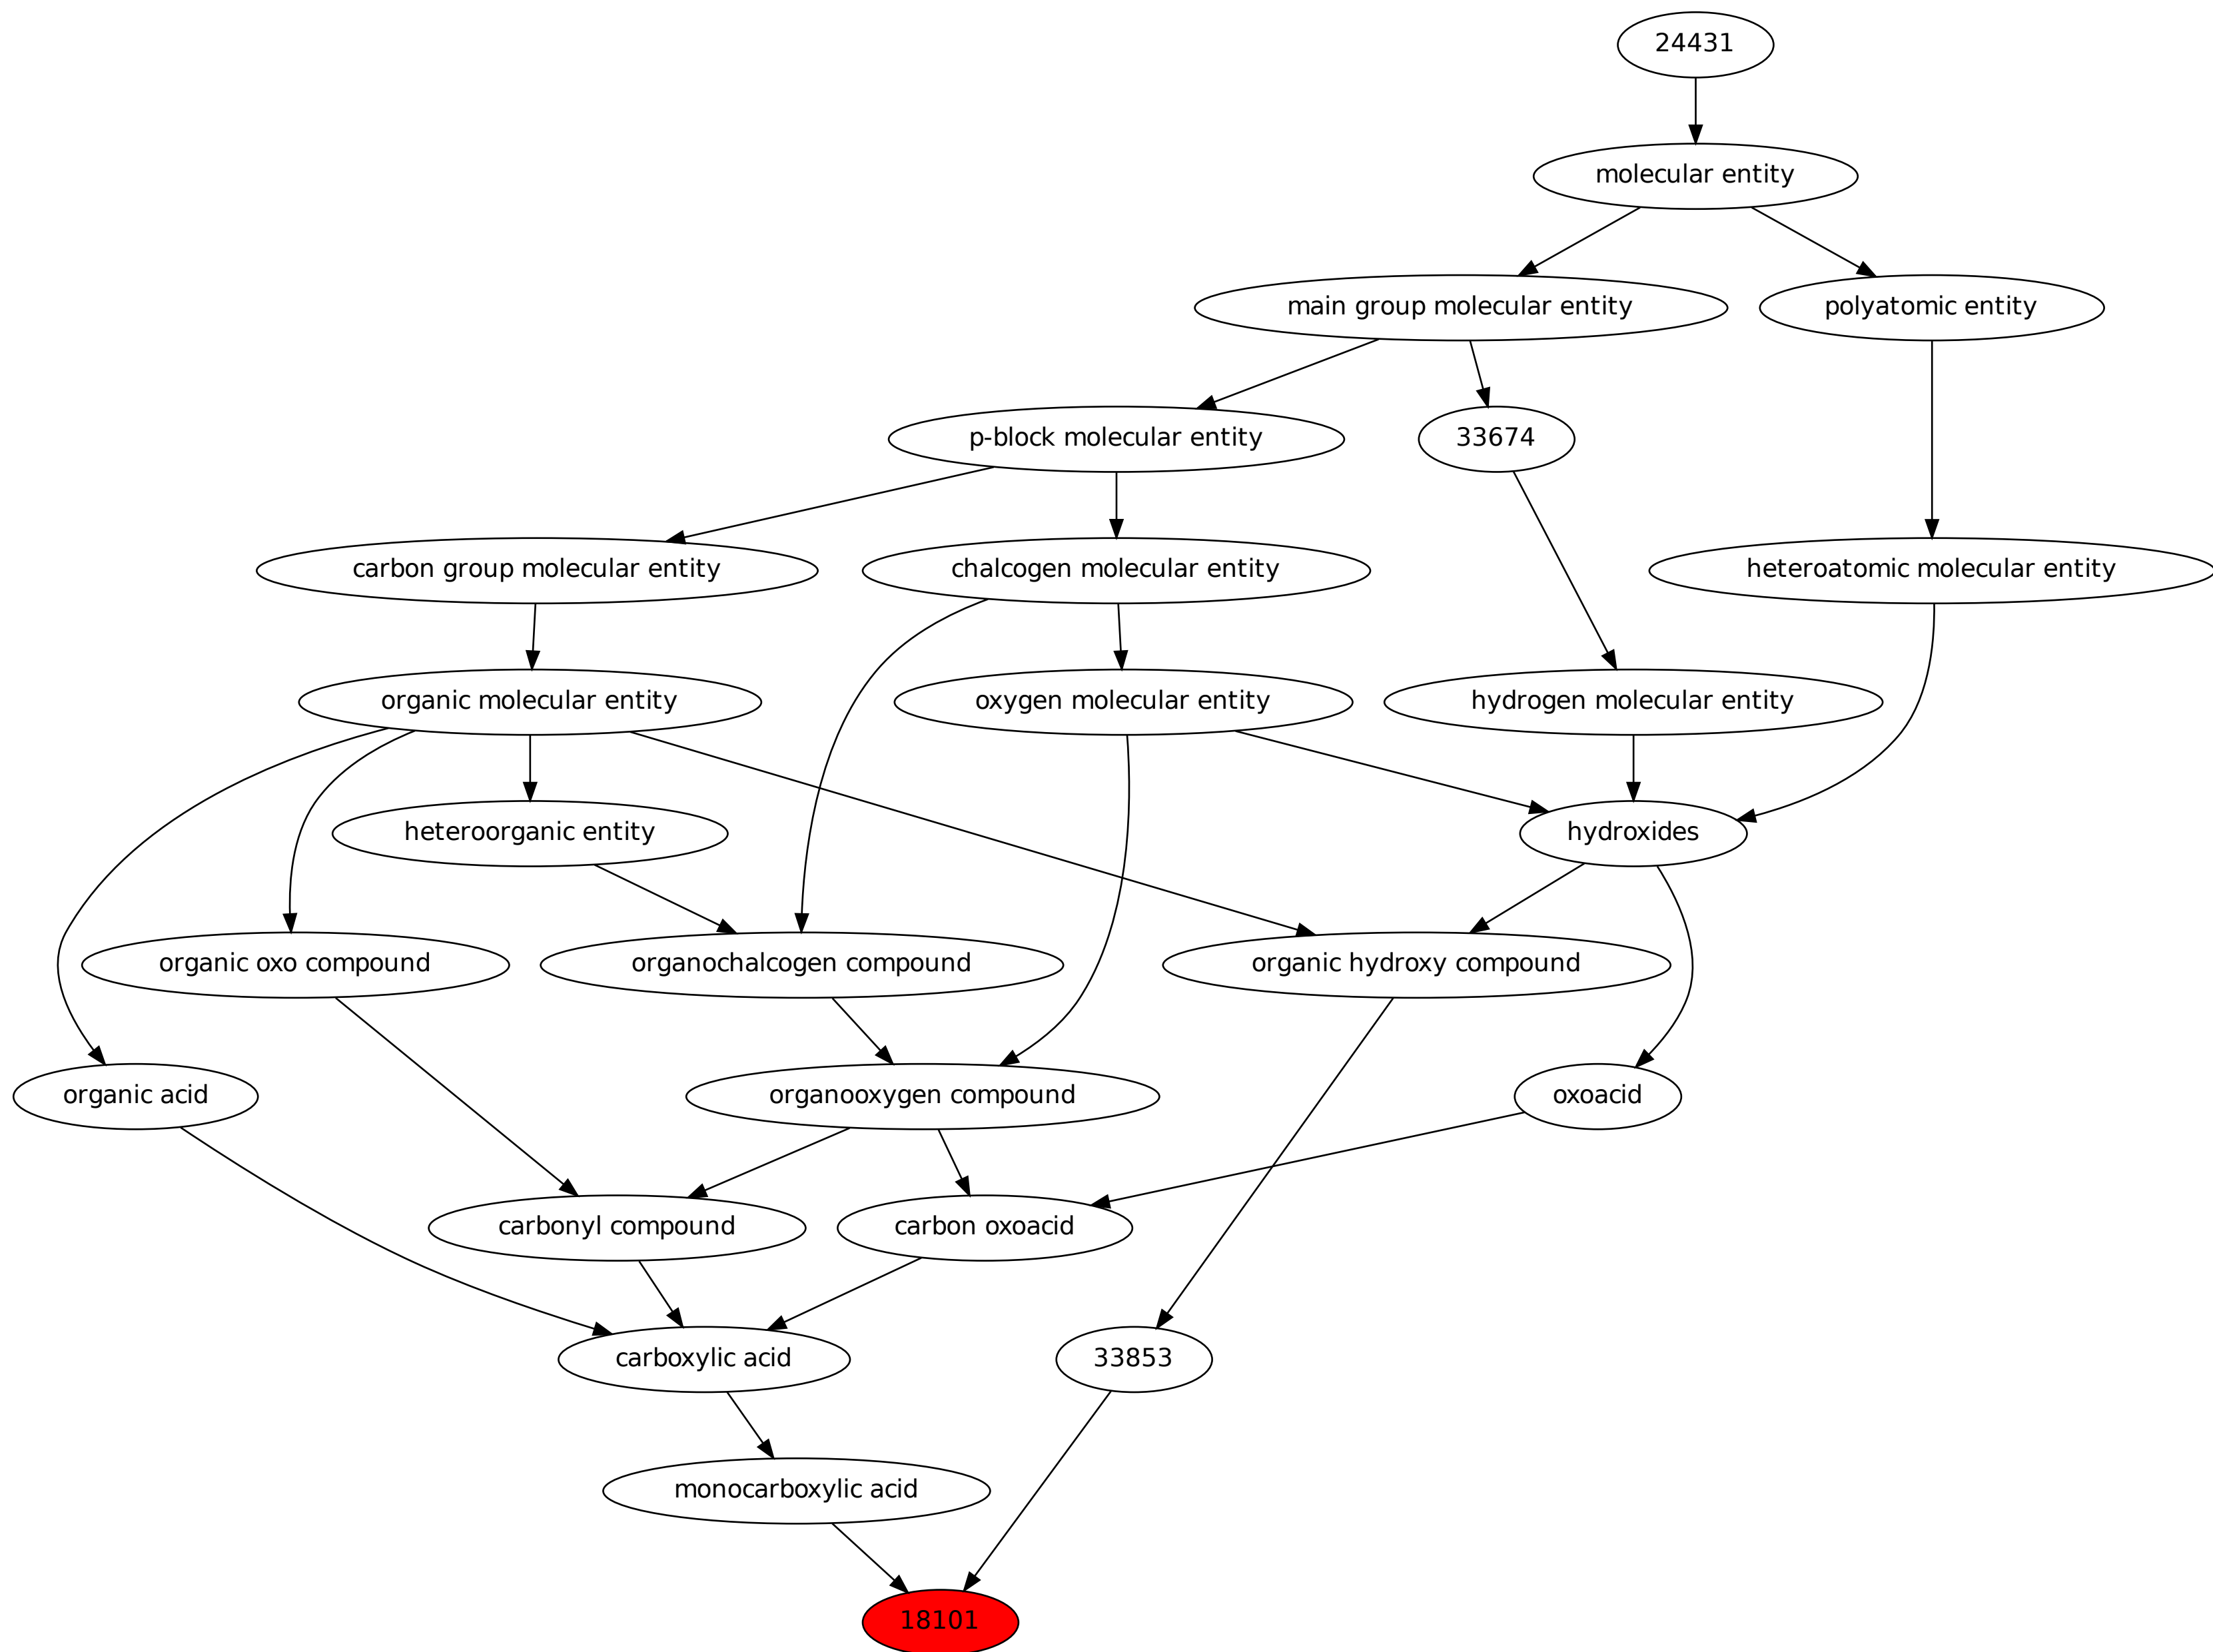 24431
molecular entity
main group molecular entity
polyatomic entity
p-block molecular entity
33674
carbon group molecular entity
chalcogen molecular entity
heteroatomic molecular entity
organic molecular entity
oxygen molecular entity
hydrogen molecular entity
heteroorganic entity
hydroxides
organic oxo compound
organochalcogen compound
organic hydroxy compound
organic acid
organooxygen compound
oxoacid
carbonyl compound
carbon oxoacid
carboxylic acid
33853
monocarboxylic acid
18101